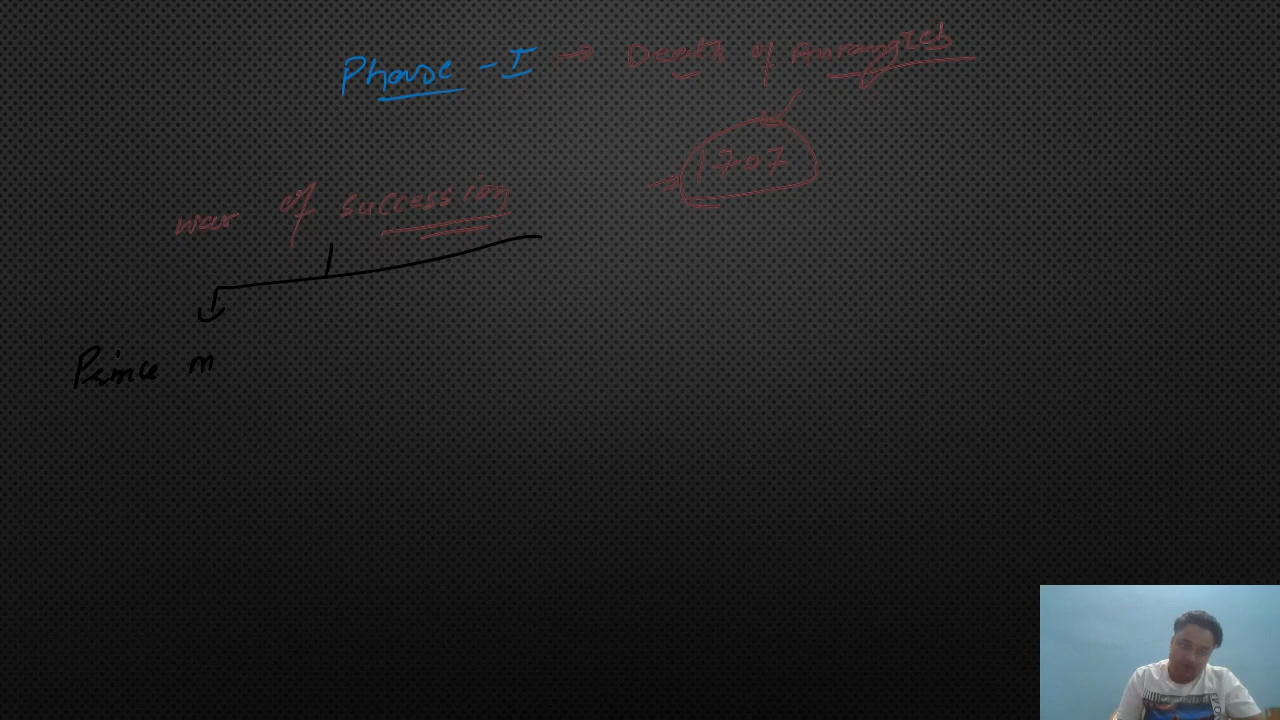 Phase - I → Death of Aurangzeb
→ 1707
war of succession
Prince m